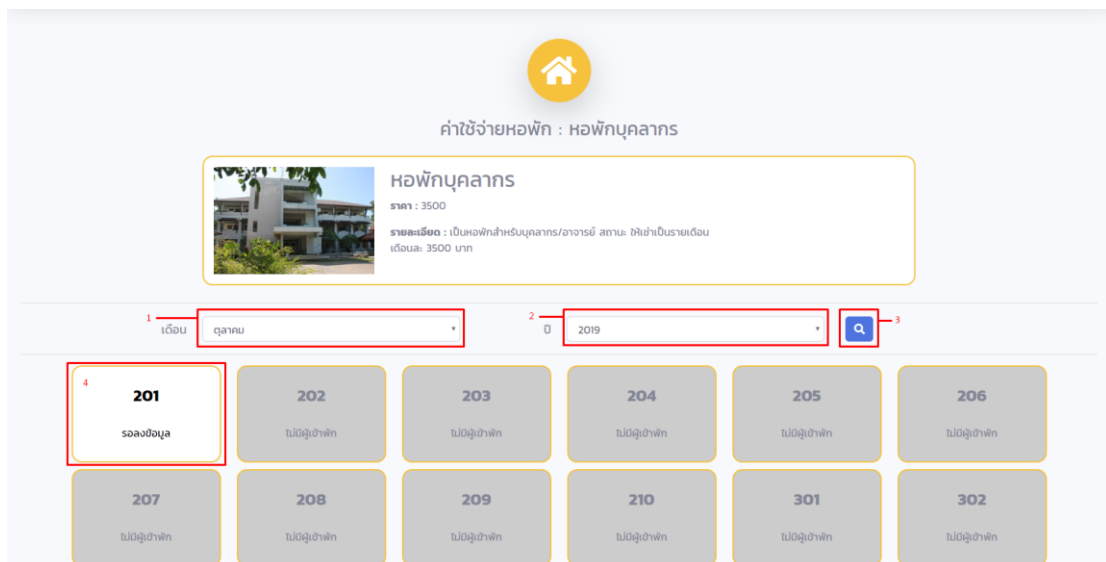 ค่าใช้จ่ายหอพัก : หอพักบุคลากร
หอพักบุคลากร
ราคา : 3500
รายละเอียด : เป็นหอพักสำหรับบุคลากร/อาจารย์ สถานะ ให้เช่าเป็นรายเดือน
เดือนละ 3500 บาท
1 2 3
เดือน ตุลาคม ปี 2019
4
201 202 203 204 205 206
รอลงข้อมูล ไม่มีผู้เข้าพัก ไม่มีผู้เข้าพัก ไม่มีผู้เข้าพัก ไม่มีผู้เข้าพัก ไม่มีผู้เข้าพัก
207 208 209 210 301 302
ไม่มีผู้เข้าพัก ไม่มีผู้เข้าพัก ไม่มีผู้เข้าพัก ไม่มีผู้เข้าพัก ไม่มีผู้เข้าพัก ไม่มีผู้เข้าพัก